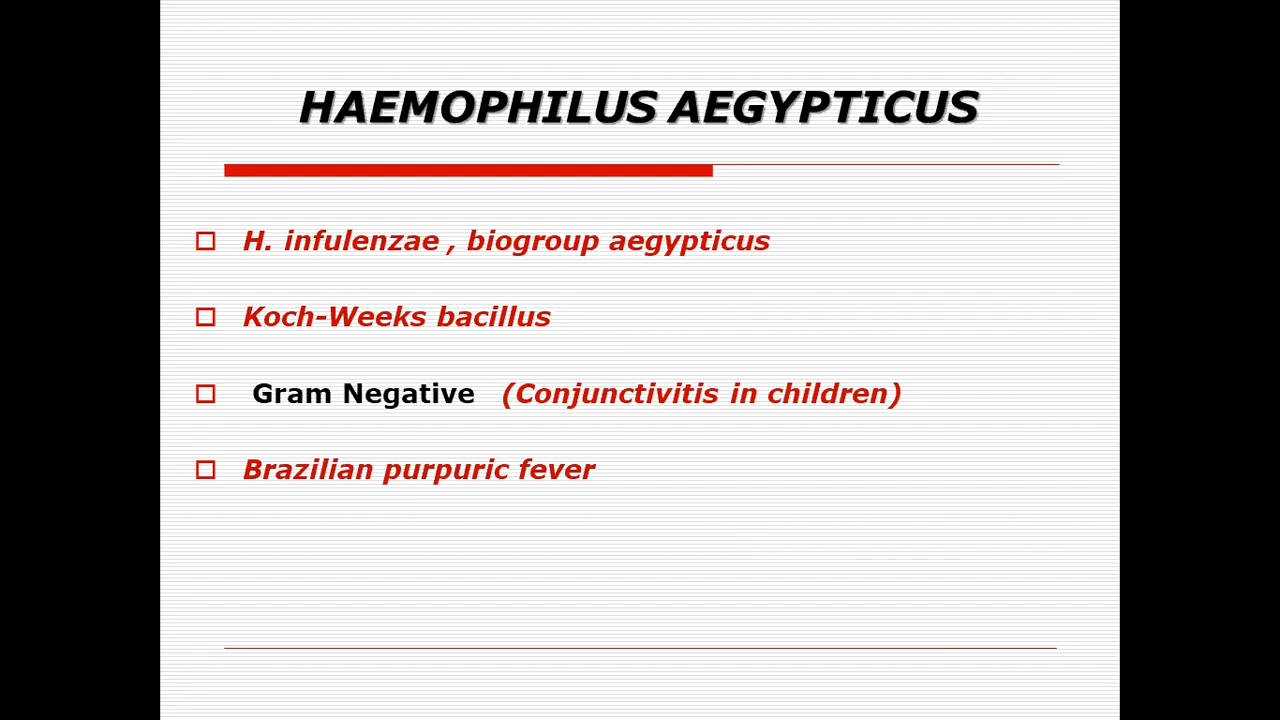 HAEMOPHILUS AEGYPTICUS
H. infulenzae , biogroup aegypticus
Koch-Weeks bacillus
Gram Negative (Conjunctivitis in children)
Brazilian purpuric fever